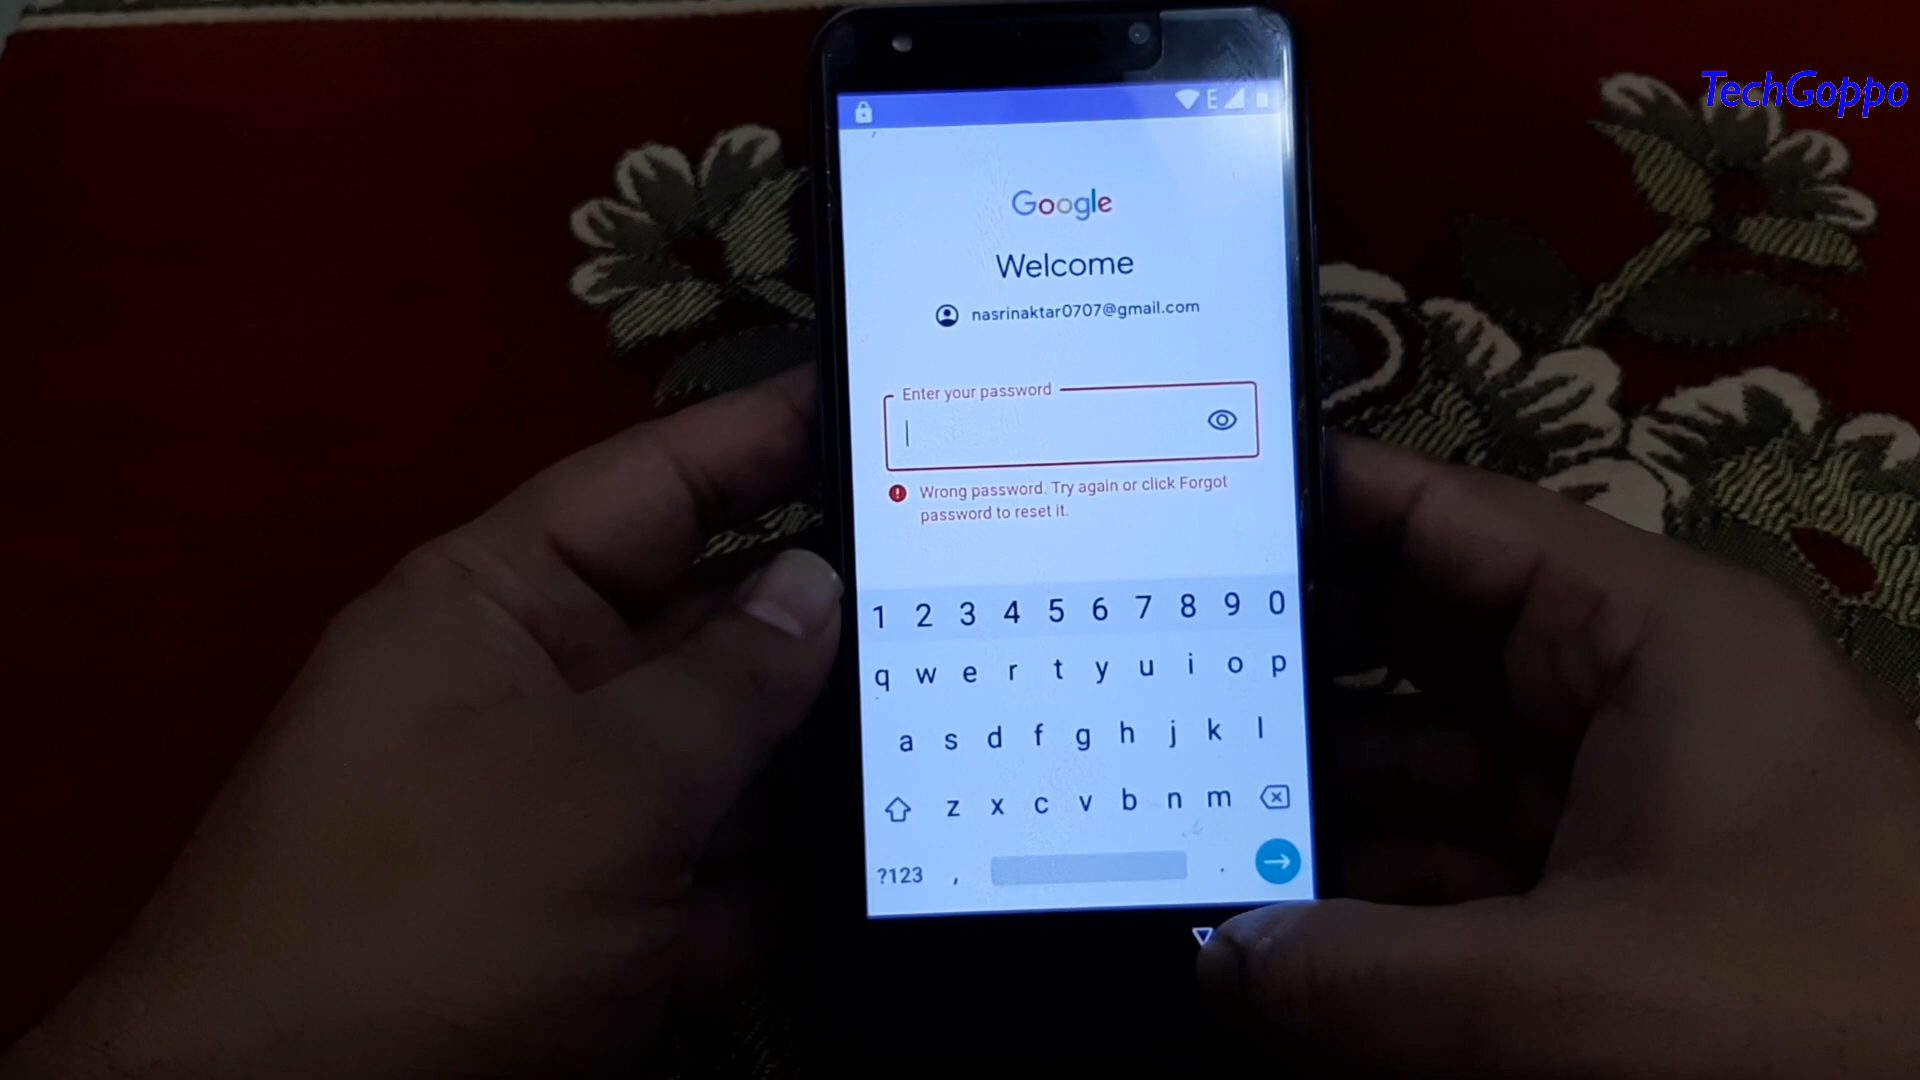 TechGoppo
E
Google
Welcome
nasrinaktar0707@gmail.com
Enter your password
Wrong password. Try again or click Forgot
password to reset it.
1 2 3 4 5 6 7 8 9 0
q w e r t y u i o p
a s d f g h j k l
z x c v b n m
?123 , .